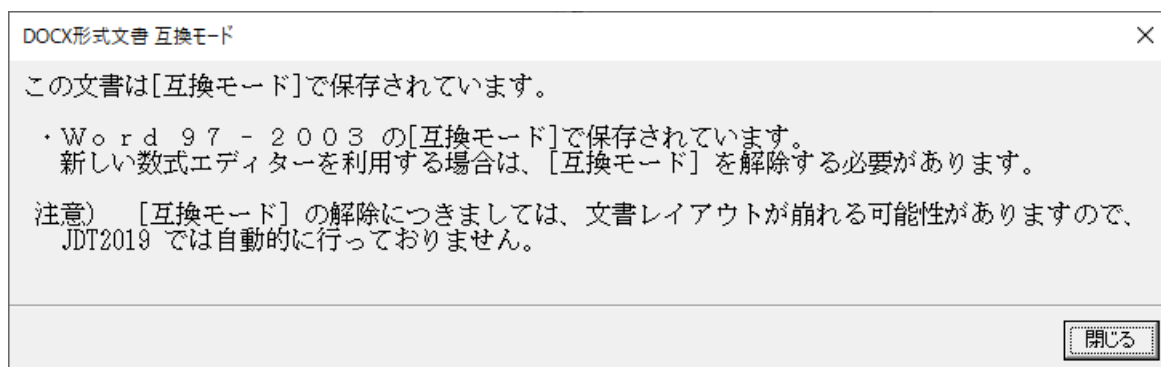 DOCX形式文書 互換モード
この文書は[互換モード]で保存されています。
・Ｗｏｒｄ ９７－２００３ の[互換モード]で保存されています。
新しい数式エディターを利用する場合は、[互換モード] を解除する必要があります。
注意） [互換モード] の解除につきましては、文書レイアウトが崩れる可能性がありますので、
JDT2019 では自動的に行っておりません。
閉じる